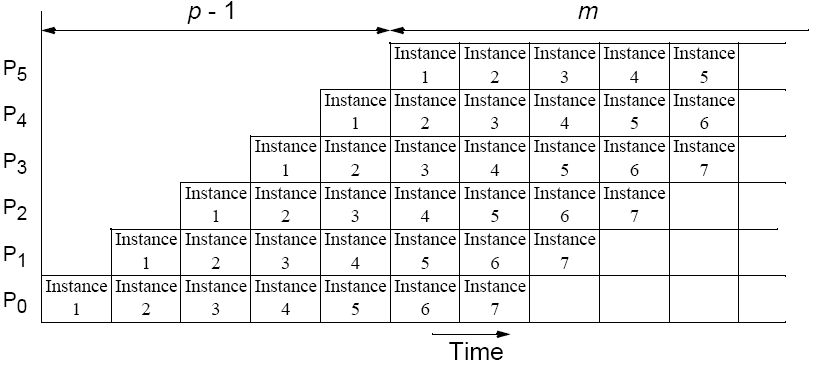 p - 1 m
P5 Instance Instance Instance Instance Instance
1 2 3 4 5
P4 Instance Instance Instance Instance Instance Instance
1 2 3 4 5 6
P3 Instance Instance Instance Instance Instance Instance Instance
1 2 3 4 5 6 7
P2 Instance Instance Instance Instance Instance Instance Instance
1 2 3 4 5 6 7
P1 Instance Instance Instance Instance Instance Instance Instance
1 2 3 4 5 6 7
P0 Instance Instance Instance Instance Instance Instance Instance
1 2 3 4 5 6 7
Time